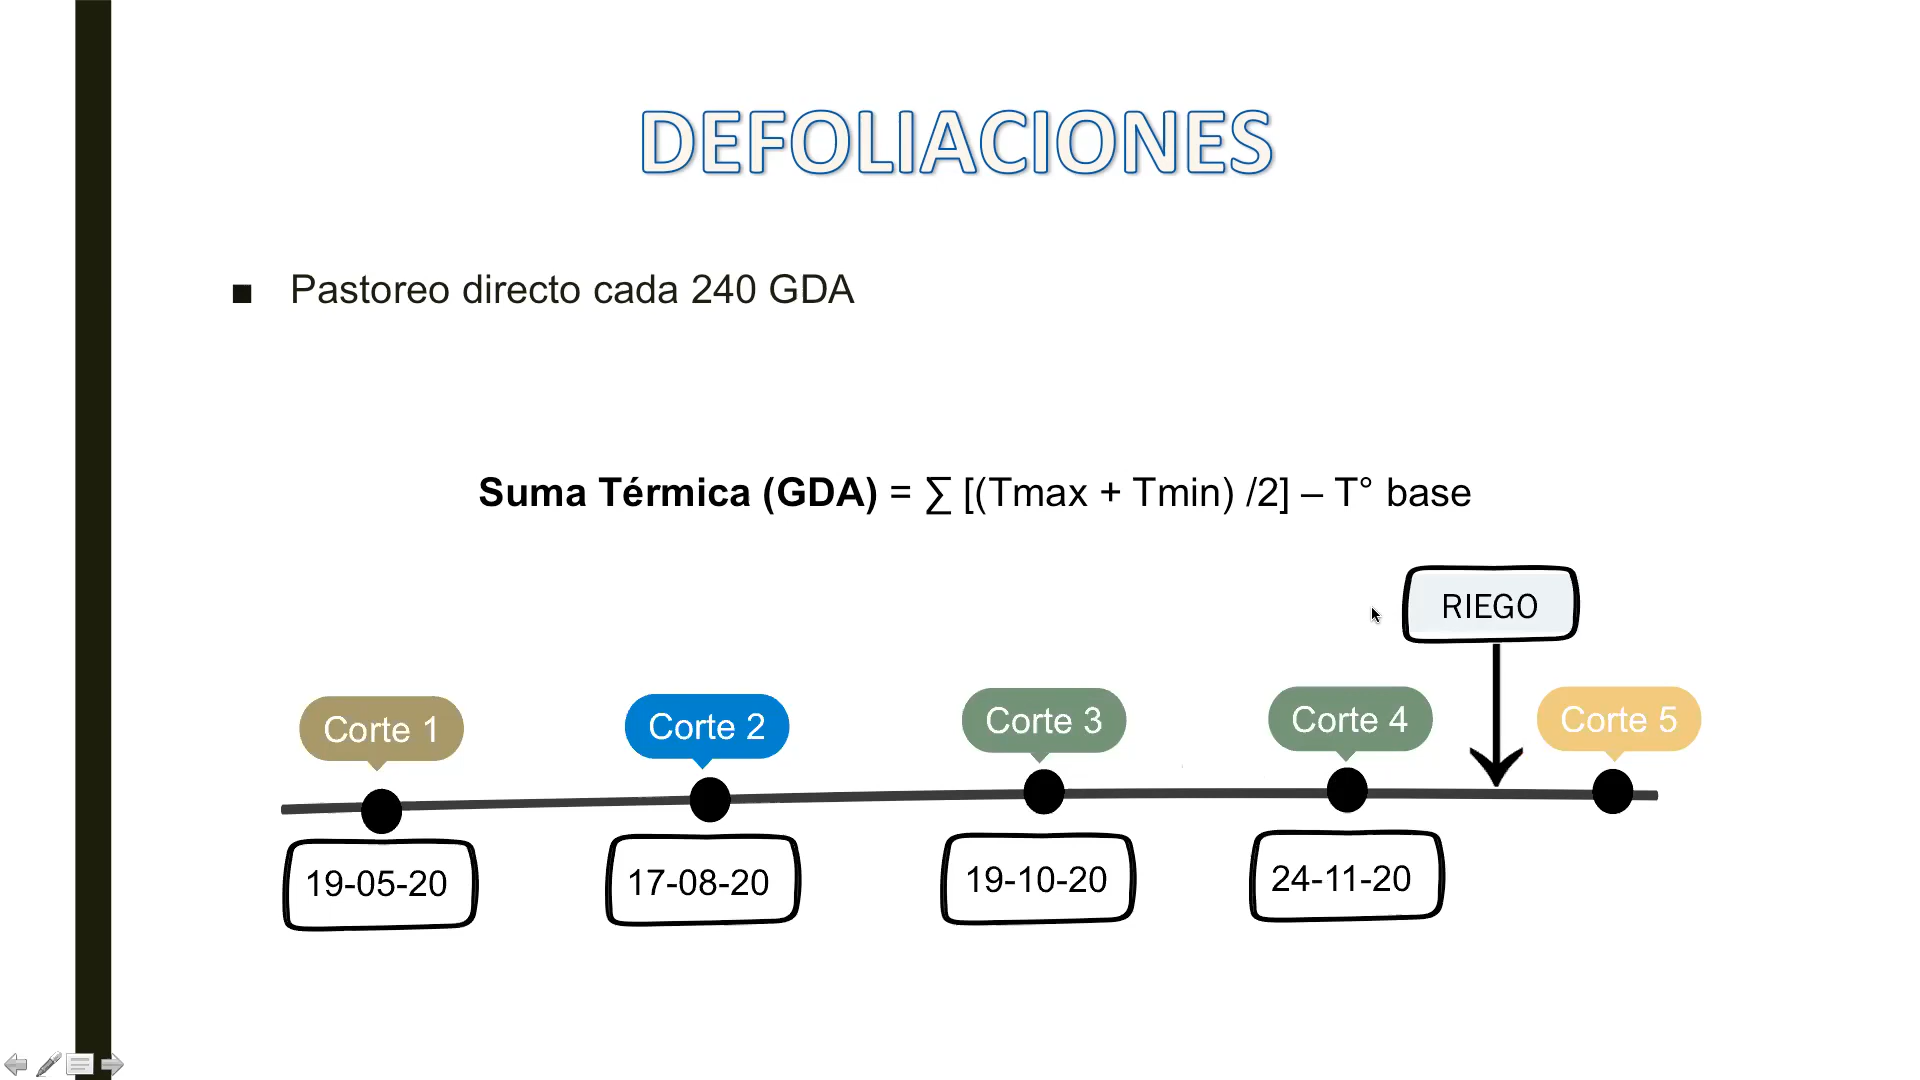 DEFOLIACIONES
■ Pastoreo directo cada 240 GDA
Suma Térmica (GDA) = ∑ [(Tmax + Tmin) /2] – T° base
RIEGO
Corte 1
Corte 2
Corte 3
Corte 4
Corte 5
19-05-20
17-08-20
19-10-20
24-11-20